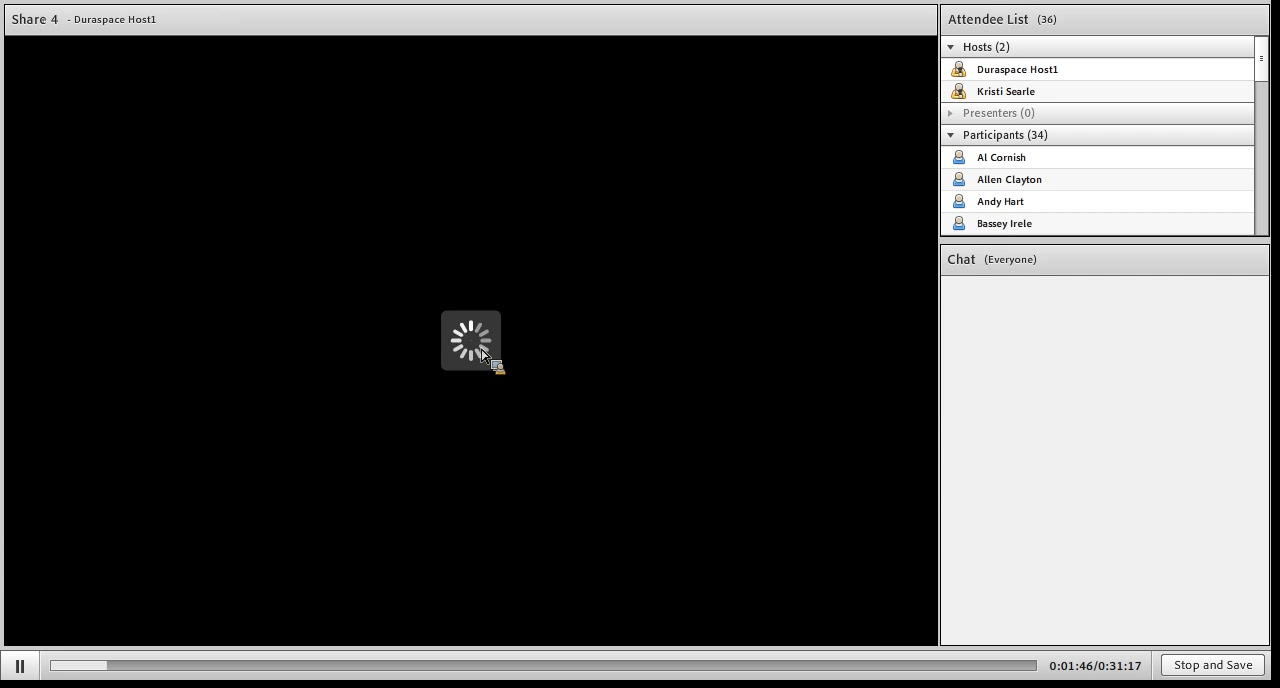 Share 4 - Duraspace Host1
Attendee List (36)
Hosts (2)
Duraspace Host1
Kristi Searle
Presenters (0)
Participants (34)
Al Cornish
Allen Clayton
Andy Hart
Bassey Irele
Chat (Everyone)
0:01:46/0:31:17
Stop and Save